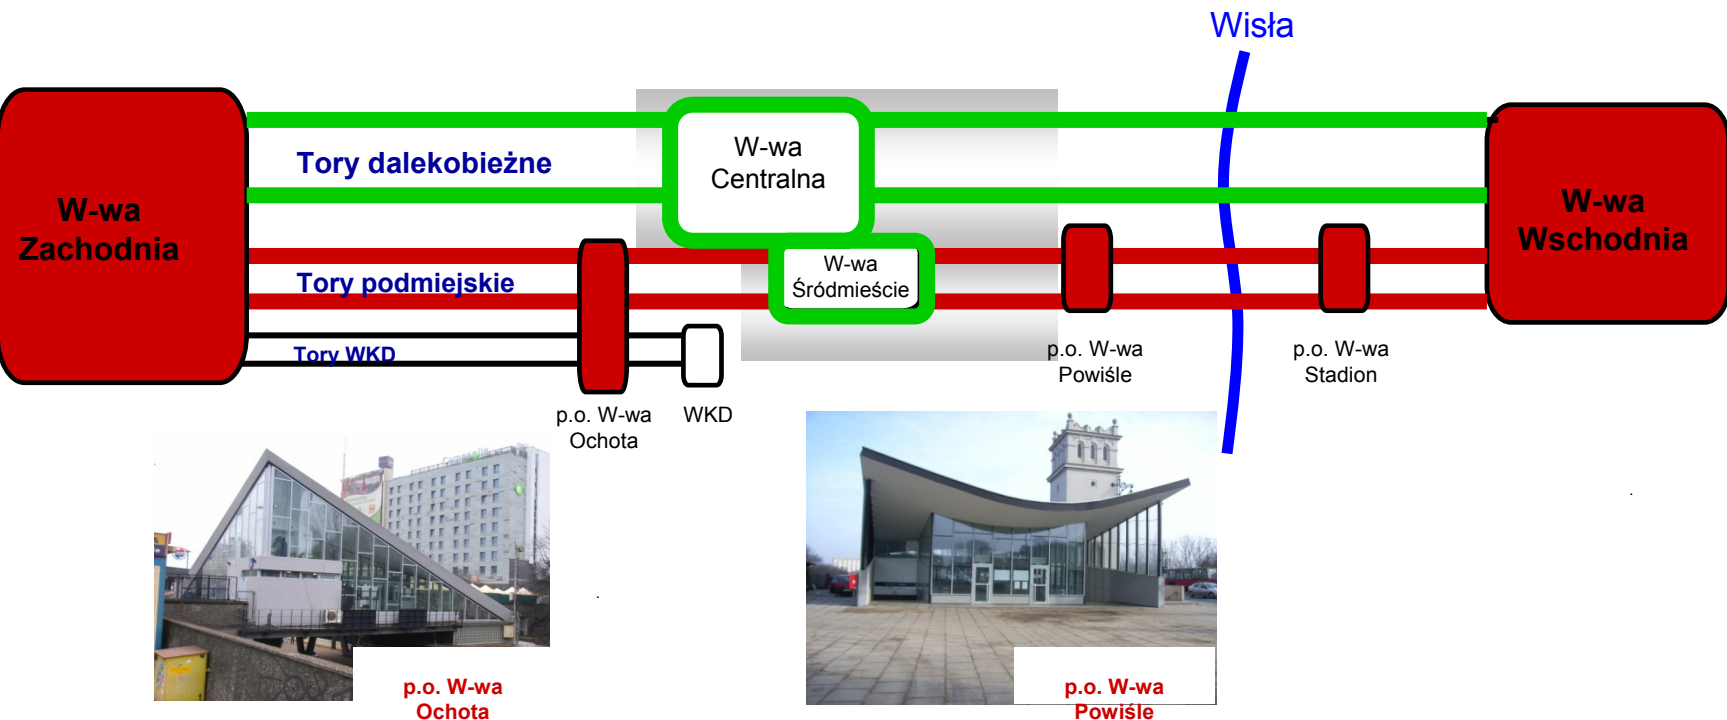 Wisła
W-wa
Zachodnia
Tory dalekobieżne
W-wa
Centralna
W-wa
Wschodnia
Tory podmiejskie
W-wa
Śródmieście
Tory WKD
p.o. W-wa
Ochota
WKD
p.o. W-wa
Powiśle
p.o. W-wa
Stadion
p.o. W-wa
Ochota
p.o. W-wa
Powiśle